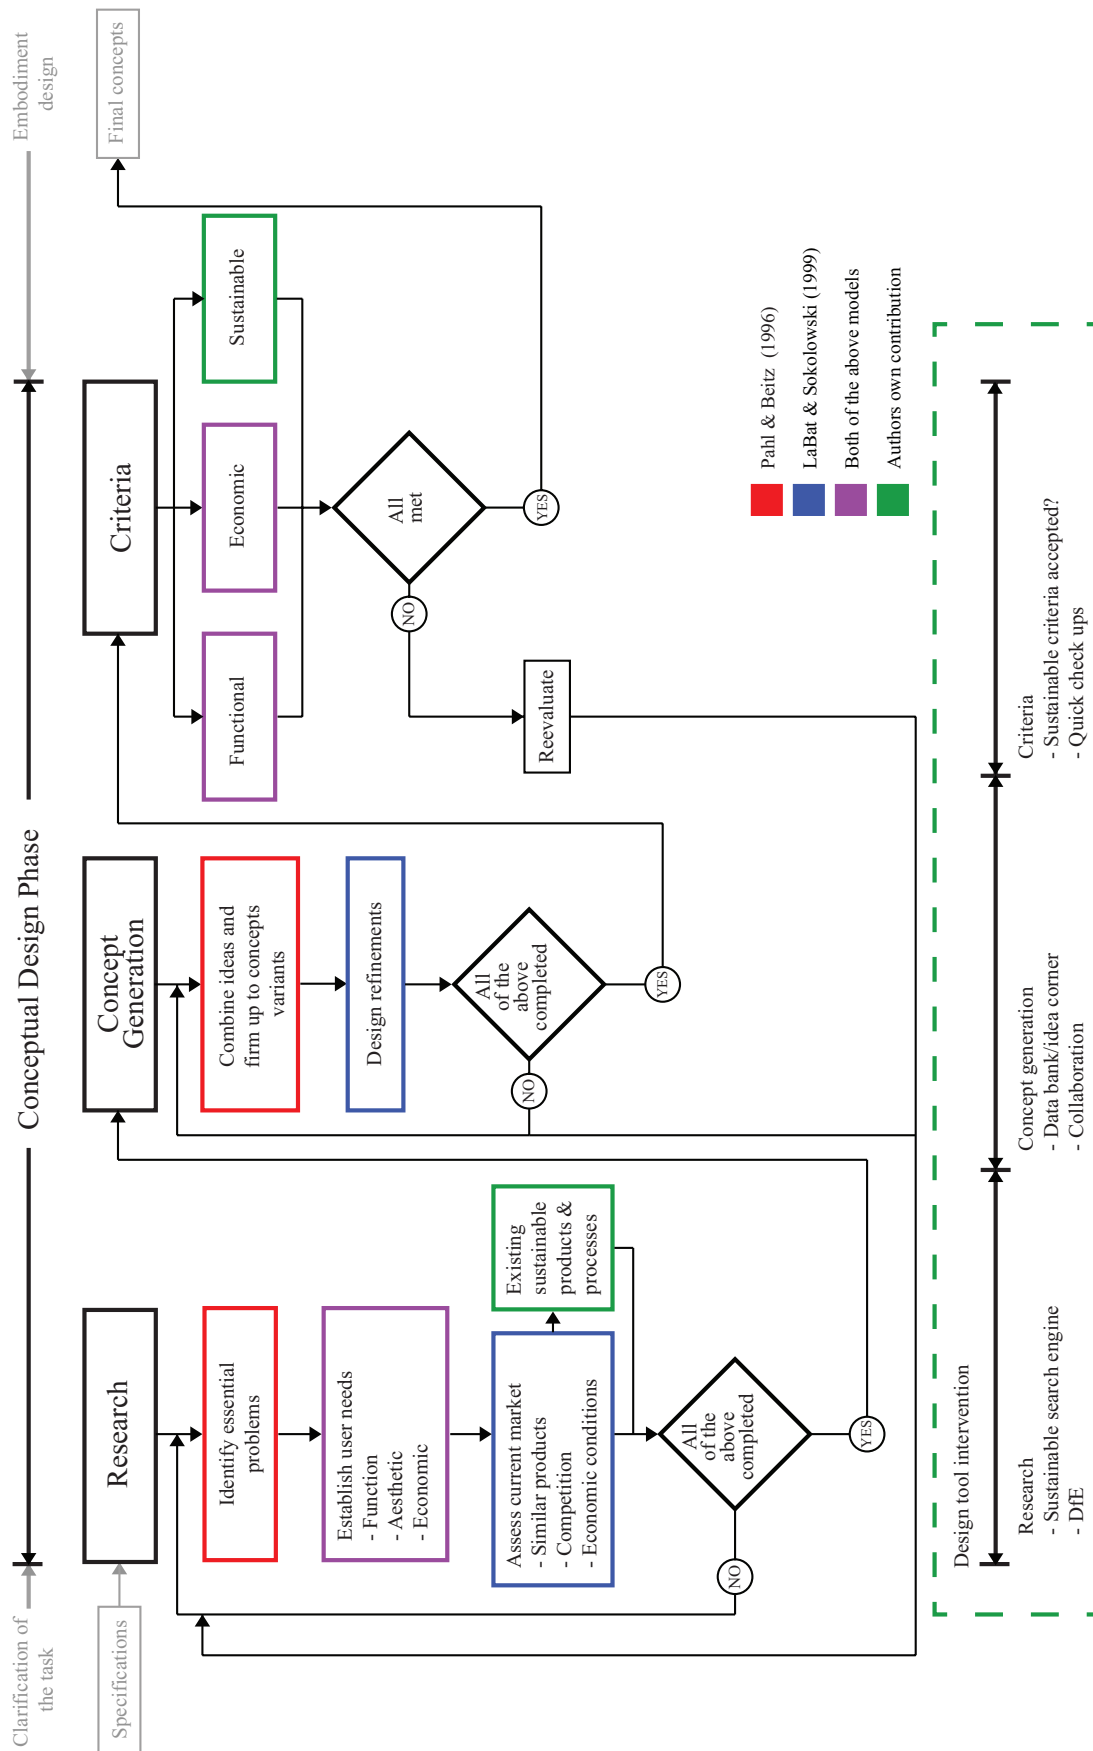 Clarification of
the task
Conceptual Design Phase
Embodiment
design
Specifications
Research
Identify essential
problems
Establish user needs
- Function
- Aesthetic
- Economic
Assess current market
- Similar products
- Competition
- Economic conditions
Existing
sustainable
products &
processes
All
of the
above
completed
NO
YES
Concept
Generation
Combine ideas and
firm up to concepts
variants
Design refinements
All
of the
above
completed
NO
YES
Criteria
Functional
Economic
Sustainable
All
met
NO
YES
Reevaluate
Final concepts
Pahl & Beitz (1996)
LaBat & Sokolowski (1999)
Both of the above models
Authors own contribution
Design tool intervention
Research
- Sustainable search engine
- DfE
Concept generation
- Data bank/idea corner
- Collaboration
Criteria
- Sustainable criteria accepted?
- Quick check ups